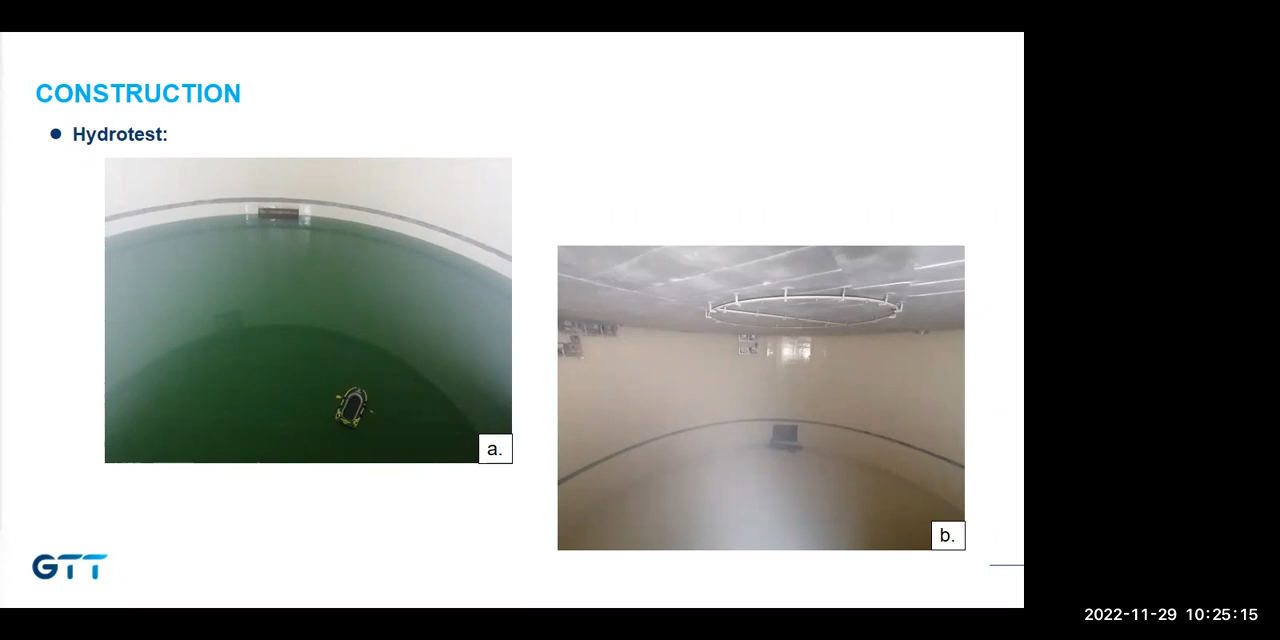 CONSTRUCTION
Hydrotest:
a.
b.
GTT
2022-11-29 10:25:15